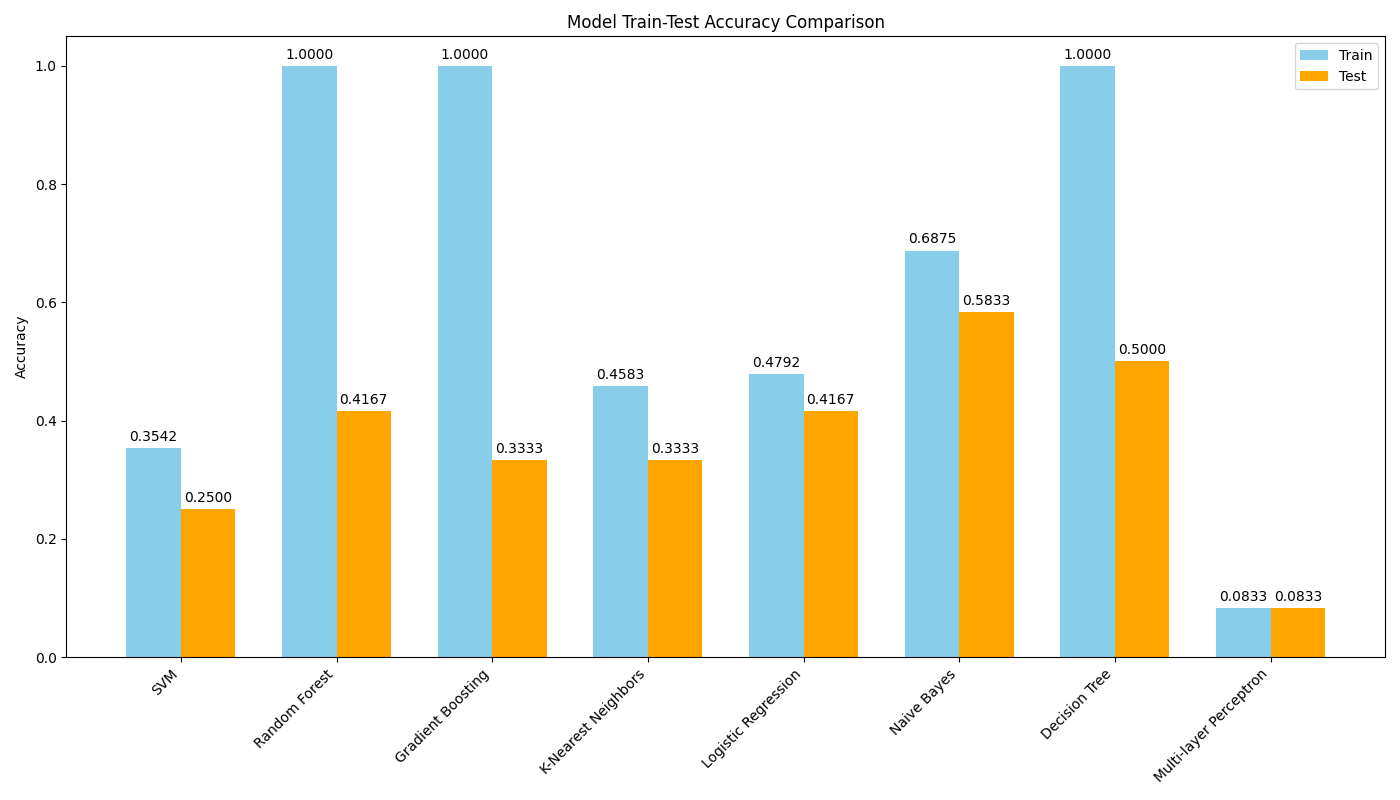 Model Train-Test Accuracy Comparison
Train
Test
Accuracy
1.0
0.8
0.6
0.4
0.2
0.0
0.3542
0.2500
1.0000
0.4167
1.0000
0.3333
0.4583
0.3333
0.4792
0.4167
0.6875
0.5833
1.0000
0.5000
0.0833
0.0833
SVM
Random Forest
Gradient Boosting
K-Nearest Neighbors
Logistic Regression
Naive Bayes
Decision Tree
Multi-layer Perceptron